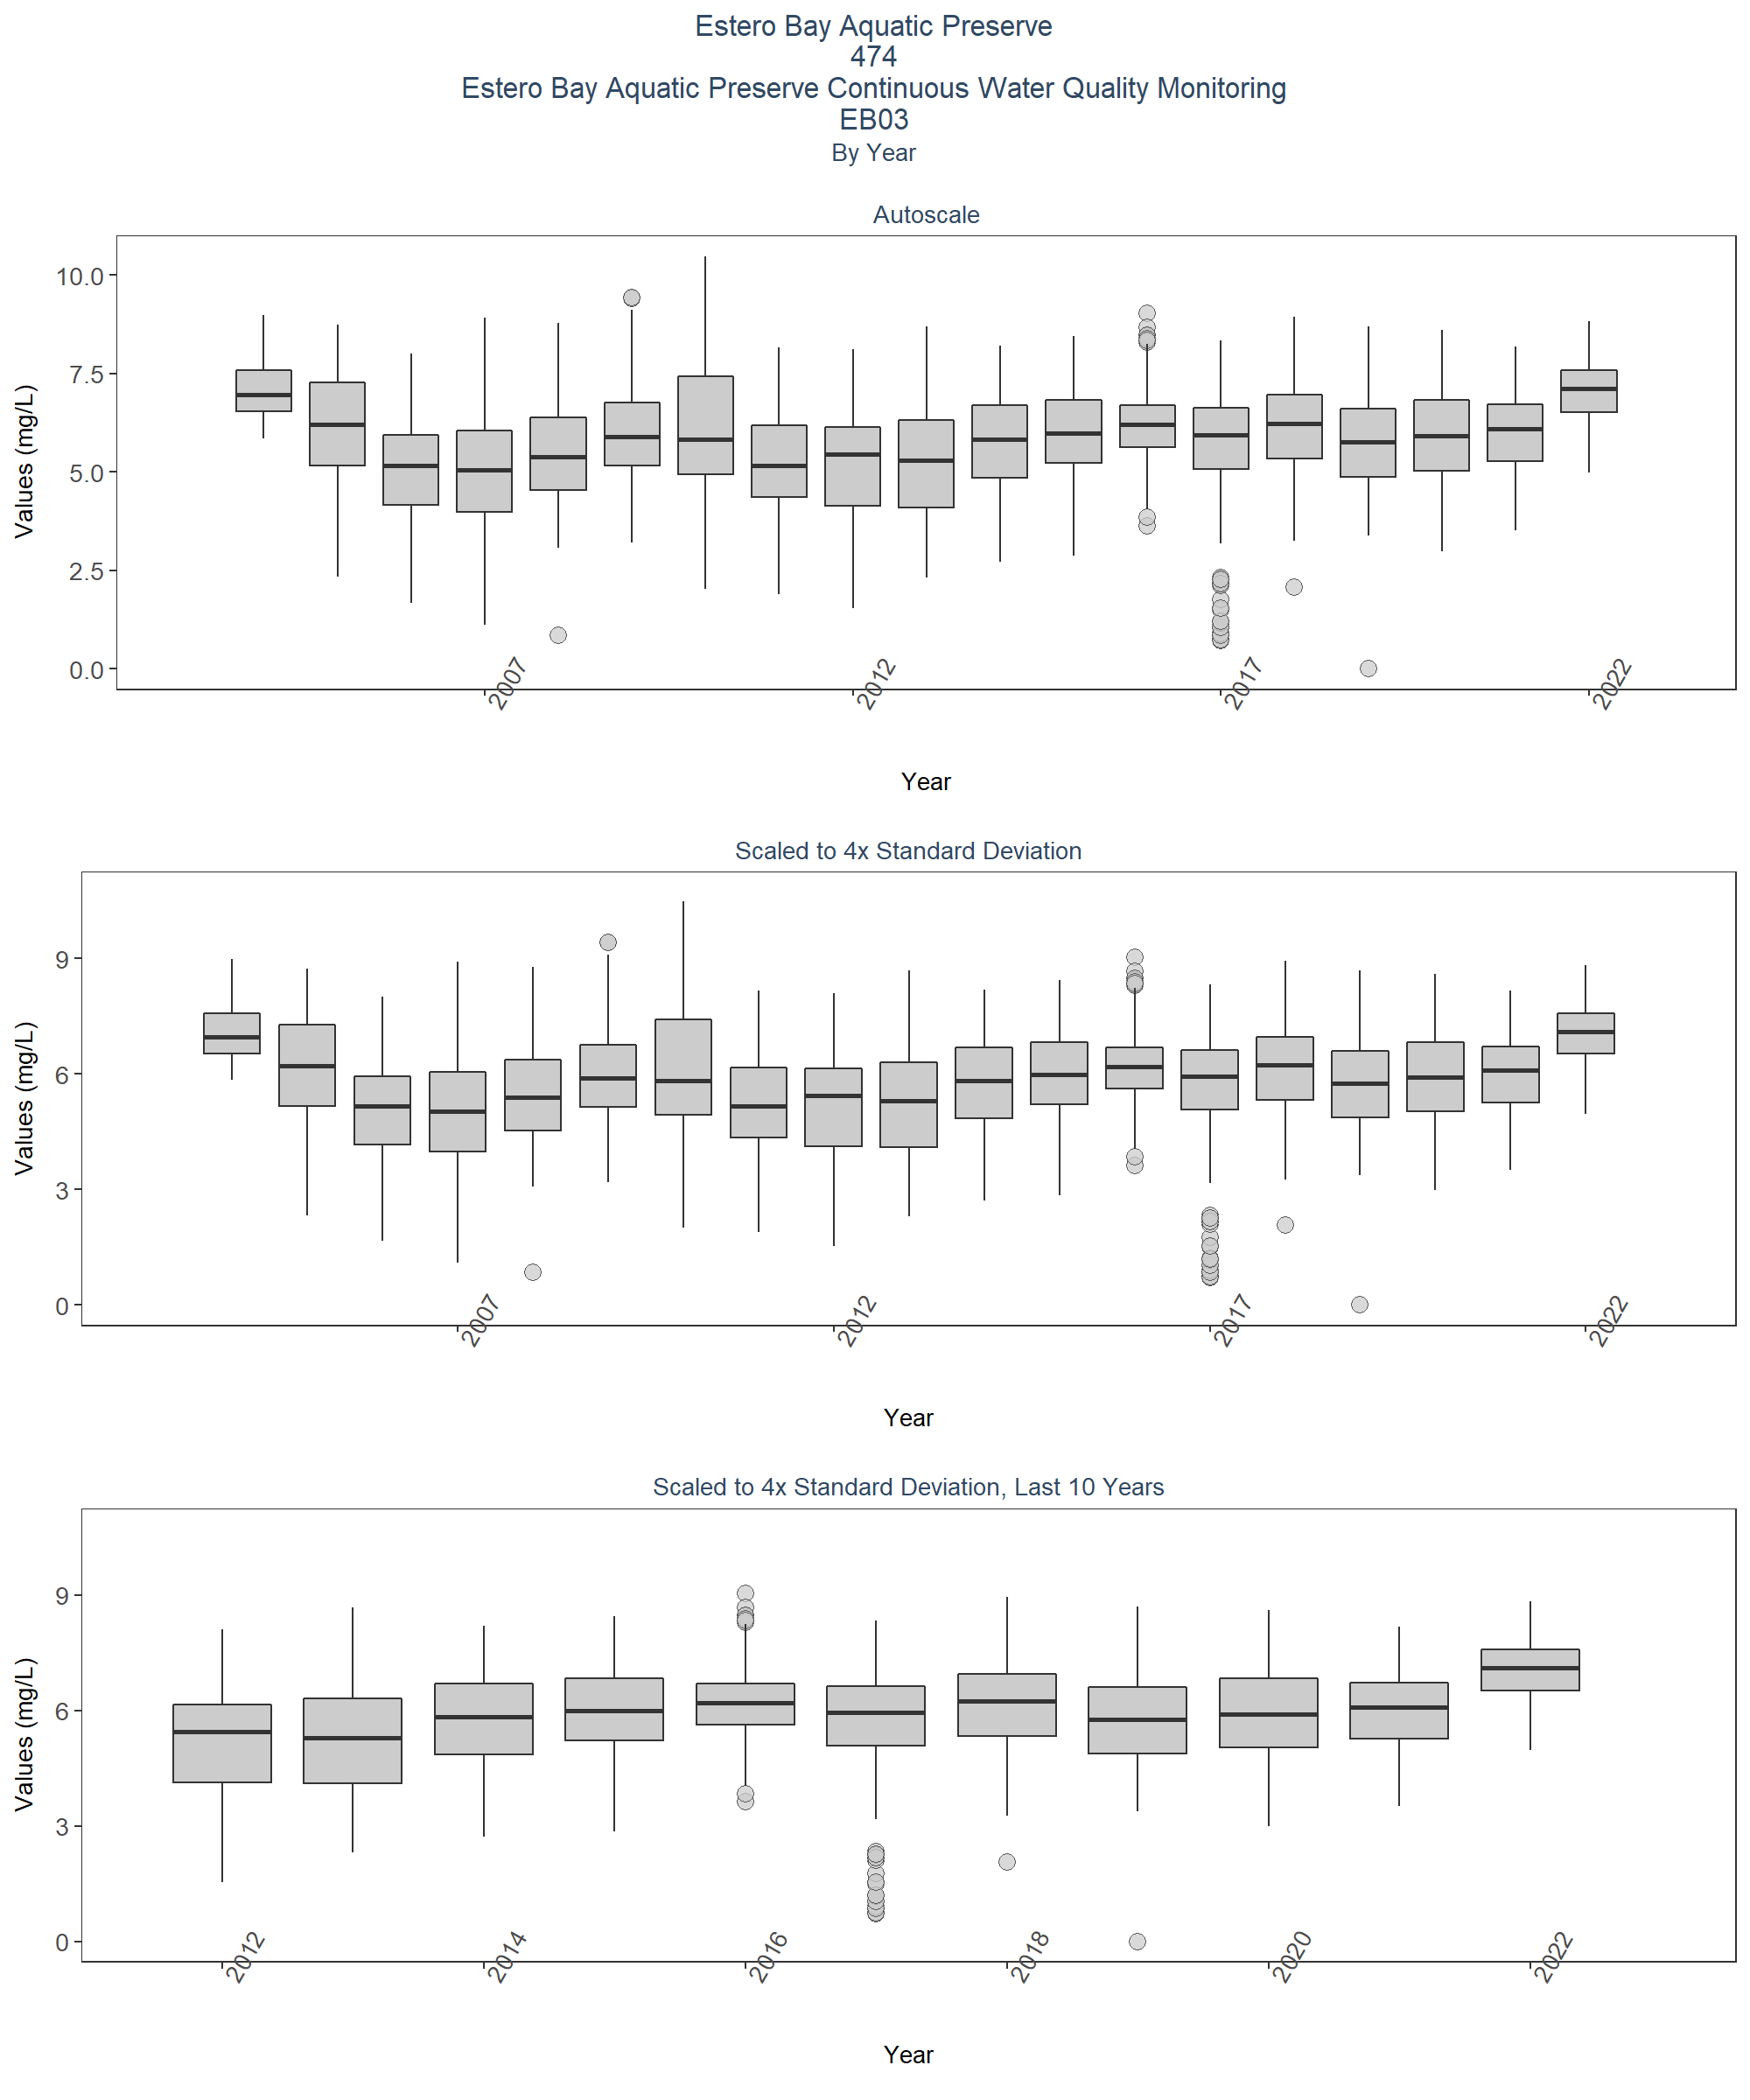 Estero Bay Aquatic Preserve
474
Estero Bay Aquatic Preserve Continuous Water Quality Monitoring
EB03
By Year
Autoscale
Values (mg/L)
10.0
7.5
5.0
2.5
0.0
2007
2012
2017
2022
Year
Scaled to 4x Standard Deviation
Values (mg/L)
9
6
3
0
2007
2012
2017
2022
Year
Scaled to 4x Standard Deviation, Last 10 Years
Values (mg/L)
9
6
3
0
2012
2014
2016
2018
2020
2022
Year